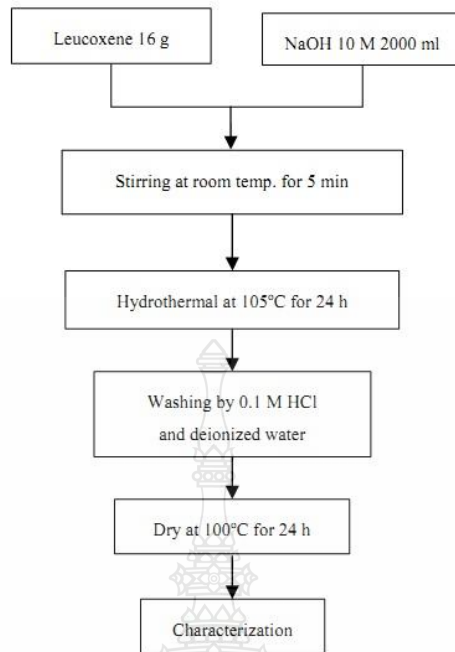 Leucoxene 16 g
NaOH 10 M 2000 ml
Stirring at room temp. for 5 min
Hydrothermal at 105°C for 24 h
Washing by 0.1 M HCl
and deionized water
Dry at 100°C for 24 h
Characterization